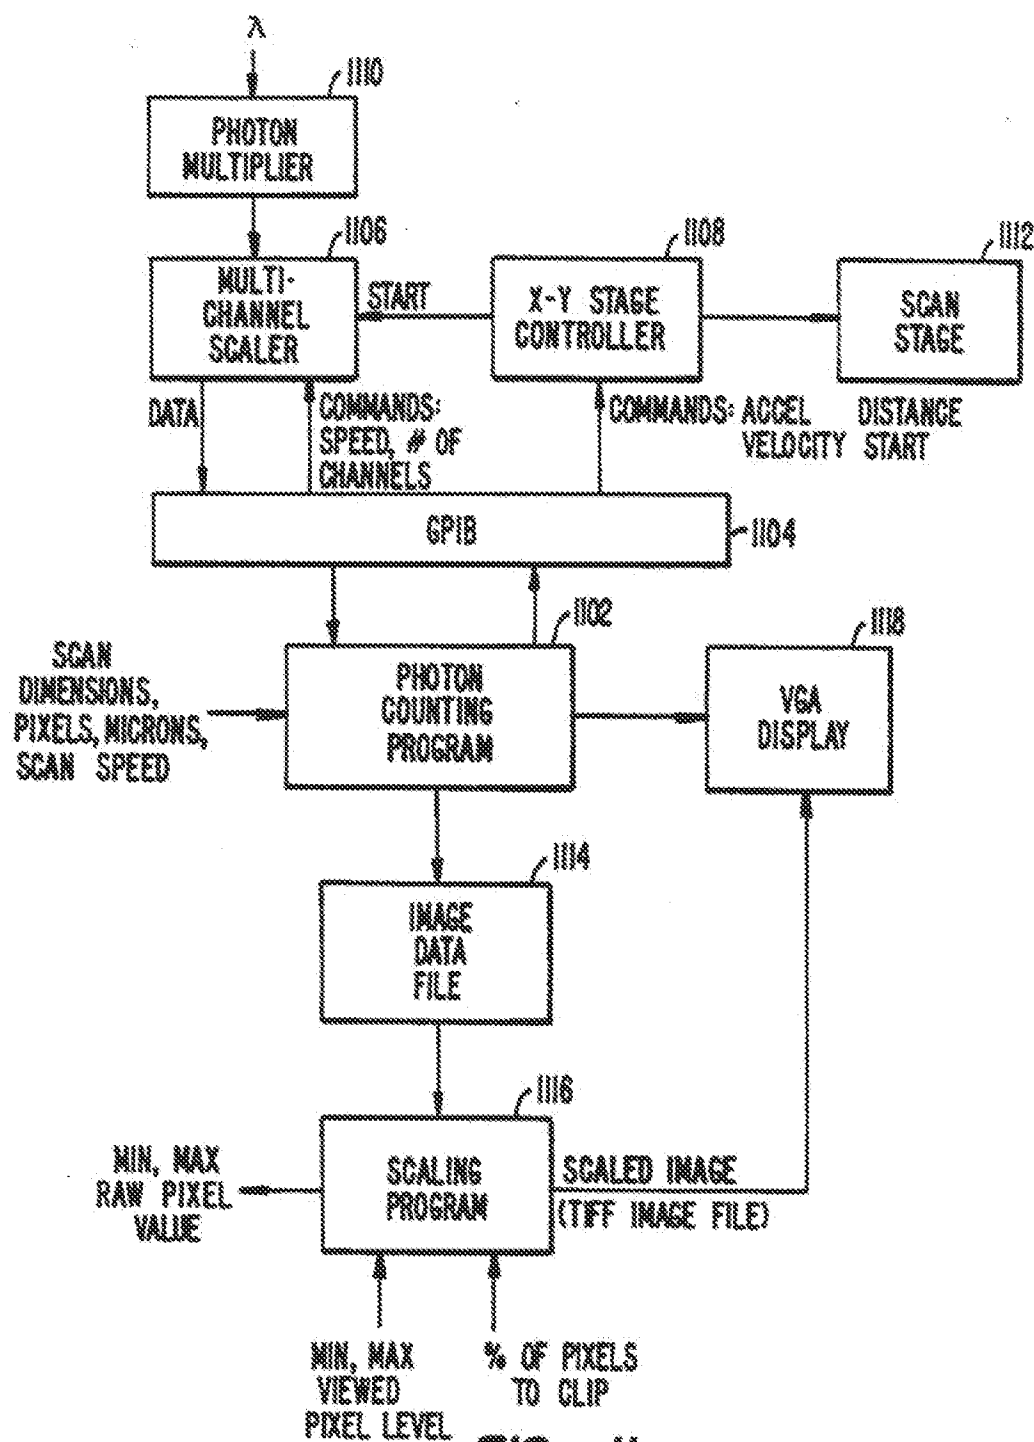 λ
1110
PHOTON
MULTIPLIER
1106
MULTI-
CHANNEL
SCALER
START
1108
X-Y STAGE
CONTROLLER
1112
SCAN
STAGE
DATA
COMMANDS:
SPEED, # OF
CHANNELS
COMMANDS: ACCEL DISTANCE
VELOCITY START
GPIB
1104
1102
SCAN
DIMENSIONS,
PIXELS, MICRONS,
SCAN SPEED
PHOTON
COUNTING
PROGRAM
1118
VGA
DISPLAY
1114
IMAGE
DATA
FILE
1116
MIN, MAX
RAW PIXEL
VALUE
SCALING
PROGRAM
SCALED IMAGE
(TIFF IMAGE FILE)
MIN, MAX
VIEWED
PIXEL LEVEL
% OF PIXELS
TO CLIP